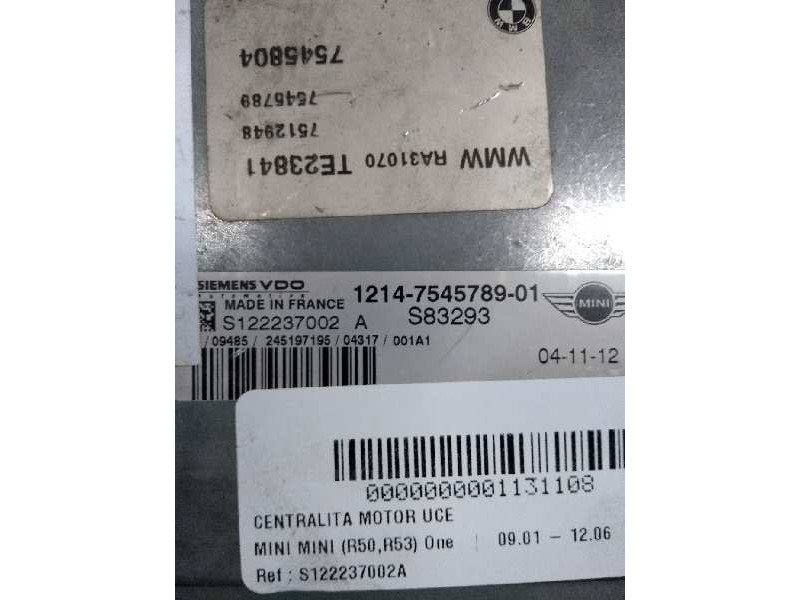 BMW
7545804
7545789
7512948
WMW RA31070 TE23841
SIEMENS VDO
Automotive
MADE IN FRANCE
1214-7545789-01
MINI
S122237002 A
S83293
/ 09485 / 245197195 / 04317 / 001A1
04-11-12
0000000001131108
CENTRALITA MOTOR UCE
MINI MINI (R50,R53) One
09.01 - 12.06
Ref : S122237002A